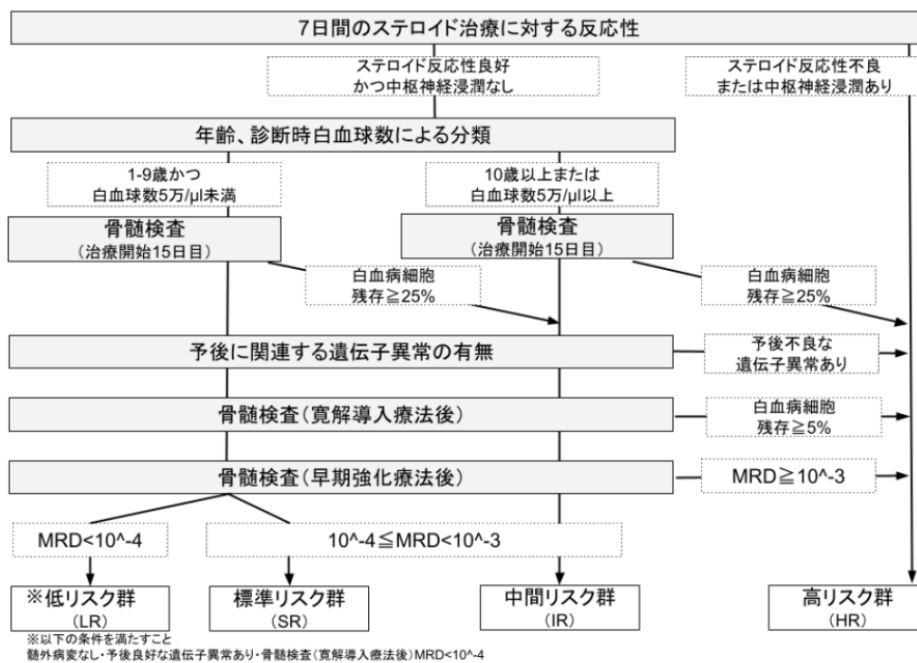 7日間のステロイド治療に対する反応性
ステロイド反応性良好
かつ中枢神経浸潤なし
ステロイド反応性不良
または中枢神経浸潤あり
年齢、診断時白血球数による分類
1-9歳かつ
白血球数5万/μl未満
10歳以上または
白血球数5万/μl以上
骨髄検査
(治療開始15日目)
骨髄検査
(治療開始15日目)
白血病細胞
残存≧25%
白血病細胞
残存≧25%
予後に関連する遺伝子異常の有無
予後不良な
遺伝子異常あり
骨髄検査(寛解導入療法後)
白血病細胞
残存≧5%
骨髄検査(早期強化療法後)
MRD≧10^-3
MRD<10^-4
10^-4≦MRD<10^-3
※低リスク群
(LR)
標準リスク群
(SR)
中間リスク群
(IR)
高リスク群
(HR)
※以下の条件を満たすこと
髄外病変なし・予後良好な遺伝子異常あり・骨髄検査(寛解導入療法後)MRD<10^-4